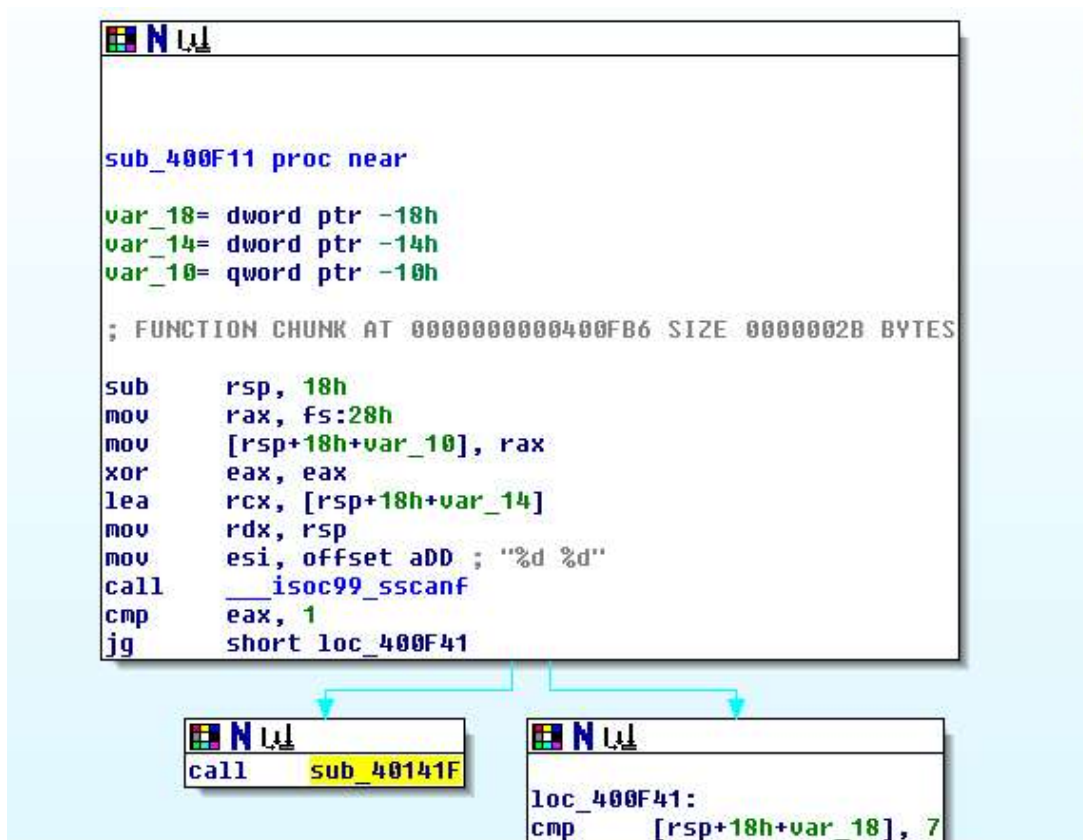 sub_400F11 proc near
var_18= dword ptr -18h
var_14= dword ptr -14h
var_10= qword ptr -10h
; FUNCTION CHUNK AT 0000000000400FB6 SIZE 0000002B BYTES
sub rsp, 18h
mov rax, fs:28h
mov [rsp+18h+var_10], rax
xor eax, eax
lea rcx, [rsp+18h+var_14]
mov rdx, rsp
mov esi, offset aDD ; "%d %d"
call ___isoc99_sscanf
cmp eax, 1
jg short loc_400F41
call sub_40141F
loc_400F41:
cmp [rsp+18h+var_18], 7